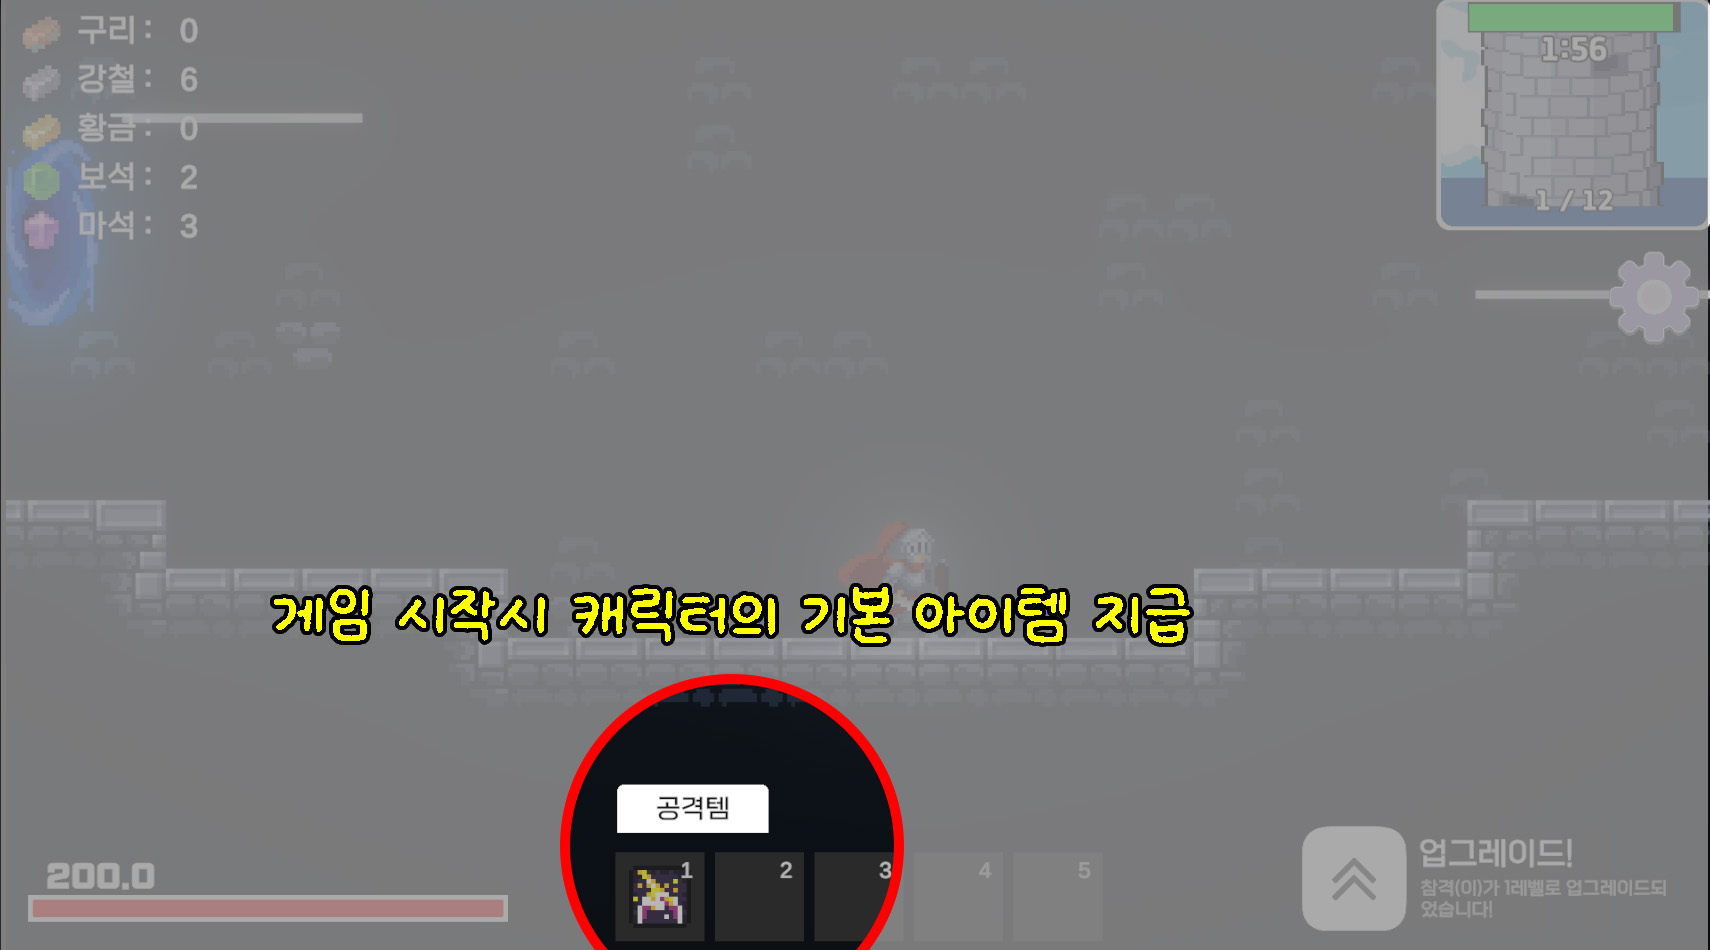 구리 : 0
강철 : 6
황금 : 0
보석 : 2
마석 : 3
1:56
1 / 12
게임 시작시 캐릭터의 기본 아이템 지급
공격템
1 2 3 4 5
200.0
업그레이드!
참격(이)가 1레벨로 업그레이드되
었습니다!